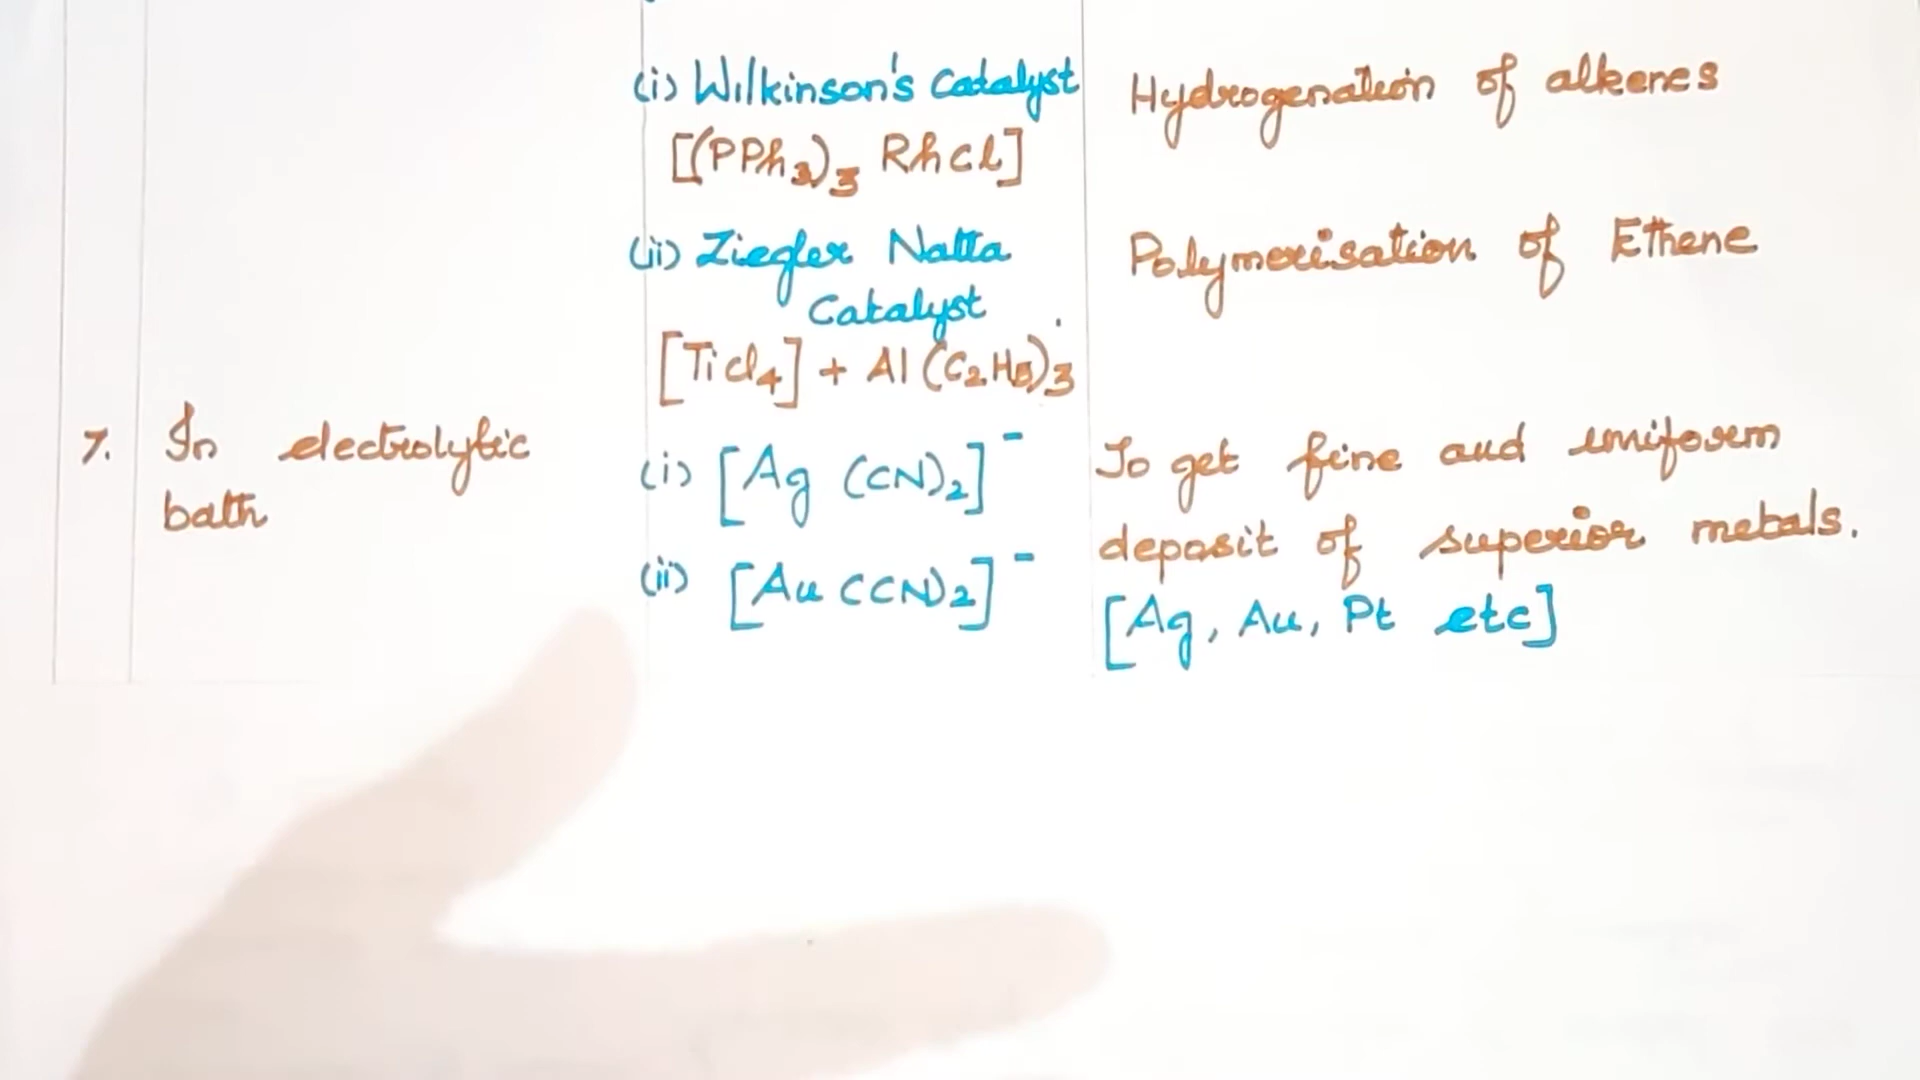 (i) Wilkinson's Catalyst
Hydrogenation of alkenes
[(PPh3)3 RhCl]
(ii) Ziegler Natta
Catalyst
Polymerisation of Ethene
[TiCl4] + Al (C2H5)3
7. In electrolytic
bath
(i) [Ag (CN)2]-
(ii) [Au (CN)2]-
To get fine and uniform
deposit of superior metals.
[Ag, Au, Pt etc]